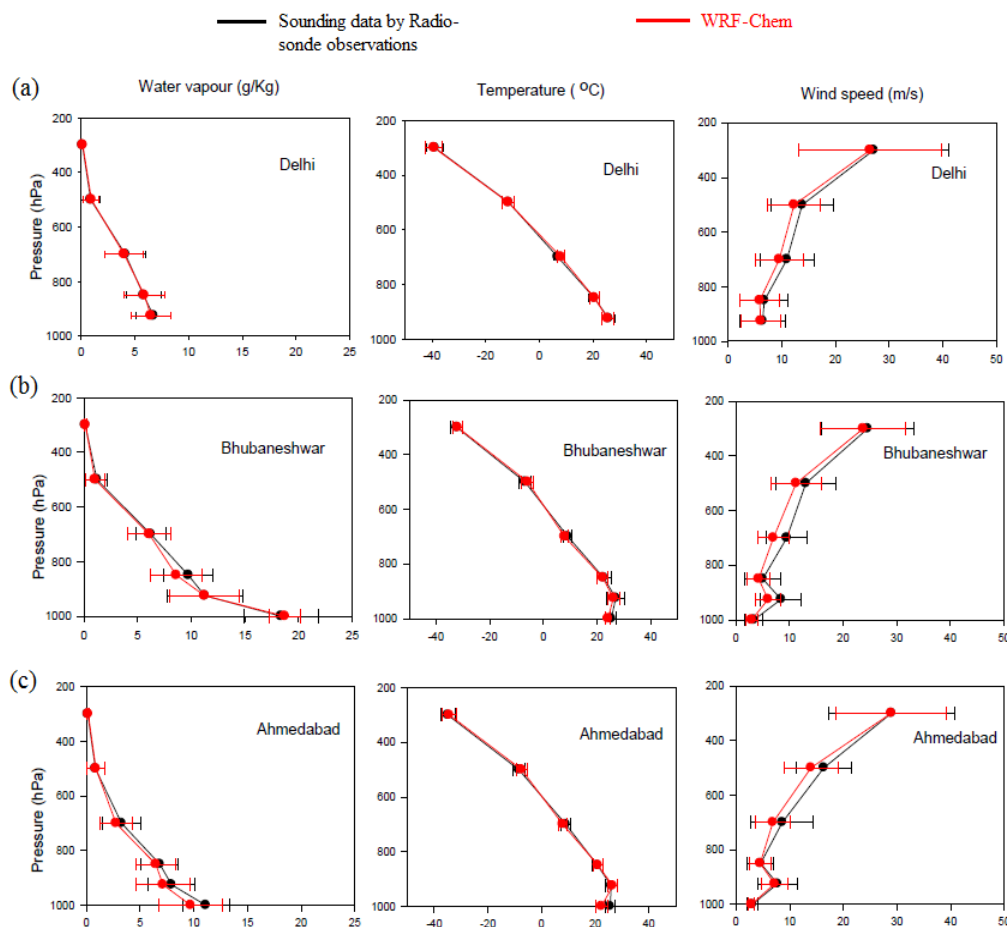 Sounding data by Radio-
sonde observations
WRF-Chem
(a)
Water vapour (g/Kg)
Temperature ( °C)
Wind speed (m/s)
Pressure (hPa)
200
400
600
800
1000
0 5 10 15 20 25
Delhi
200
400
600
800
1000
-40 -20 0 20 40
Delhi
200
400
600
800
1000
0 10 20 30 40 50
Delhi
(b)
Pressure (hPa)
200
400
600
800
1000
0 5 10 15 20 25
Bhubaneshwar
200
400
600
800
1000
-40 -20 0 20 40
Bhubaneshwar
200
400
600
800
1000
0 10 20 30 40 50
Bhubaneshwar
(c)
Pressure (hPa)
200
400
600
800
1000
0 5 10 15 20 25
Ahmedabad
200
400
600
800
1000
-40 -20 0 20 40
Ahmedabad
200
400
600
800
1000
0 10 20 30 40 50
Ahmedabad